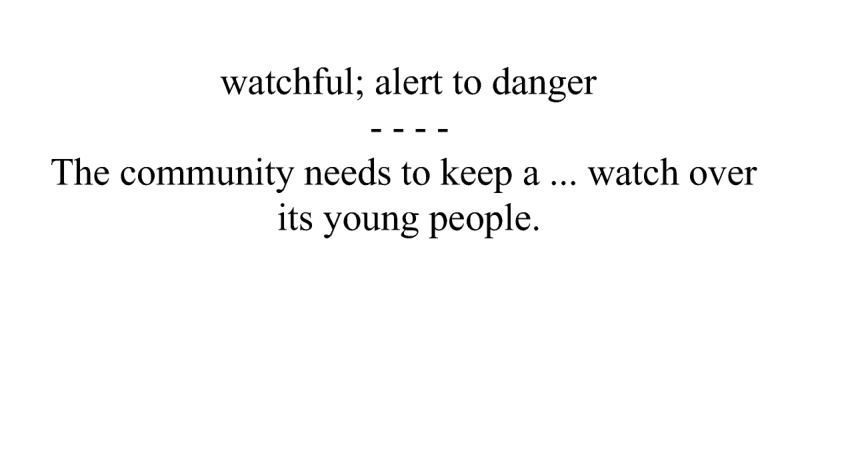 watchful; alert to danger
- - - -
The community needs to keep a ... watch over
its young people.